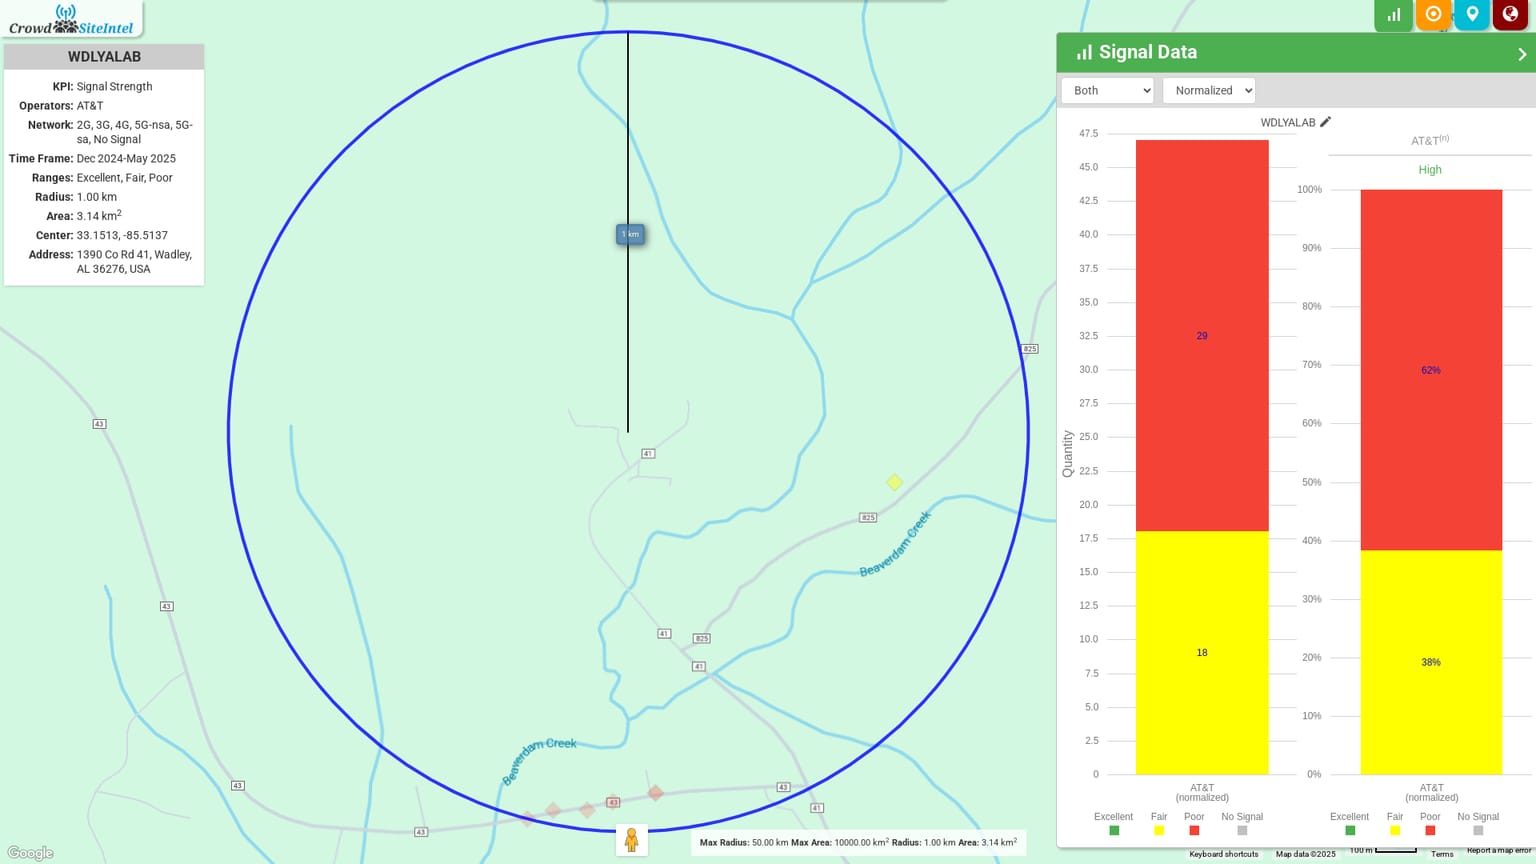 Crowd SiteIntel
WDLYALAB
KPI: Signal Strength
Operators: AT&T
Network: 2G, 3G, 4G, 5G-nsa, 5G-
sa, No Signal
Time Frame: Dec 2024-May 2025
Ranges: Excellent, Fair, Poor
Radius: 1.00 km
Area: 3.14 km2
Center: 33.1513, -85.5137
Address: 1390 Co Rd 41, Wadley,
AL 36276, USA
1 km
825
43
41
825
Beaverdam Creek
43
41
825
41
Beaverdam Creek
43
43
43
41
43
Google
Max Radius: 50.00 km Max Area: 10000.00 km2 Radius: 1.00 km Area: 3.14 km2
Signal Data
Both
Normalized
WDLYALAB
Quantity
47.5
45.0
42.5
40.0
37.5
35.0
32.5
30.0
27.5
25.0
22.5
20.0
17.5
15.0
12.5
10.0
7.5
5.0
2.5
0
29
18
AT&T
(normalized)
Excellent Fair Poor No Signal
AT&T(n)
High
100%
90%
80%
70%
60%
50%
40%
30%
20%
10%
0%
62%
38%
AT&T
(normalized)
Excellent Fair Poor No Signal
Keyboard shortcuts Map data ©2025 100 m Terms Report a map error